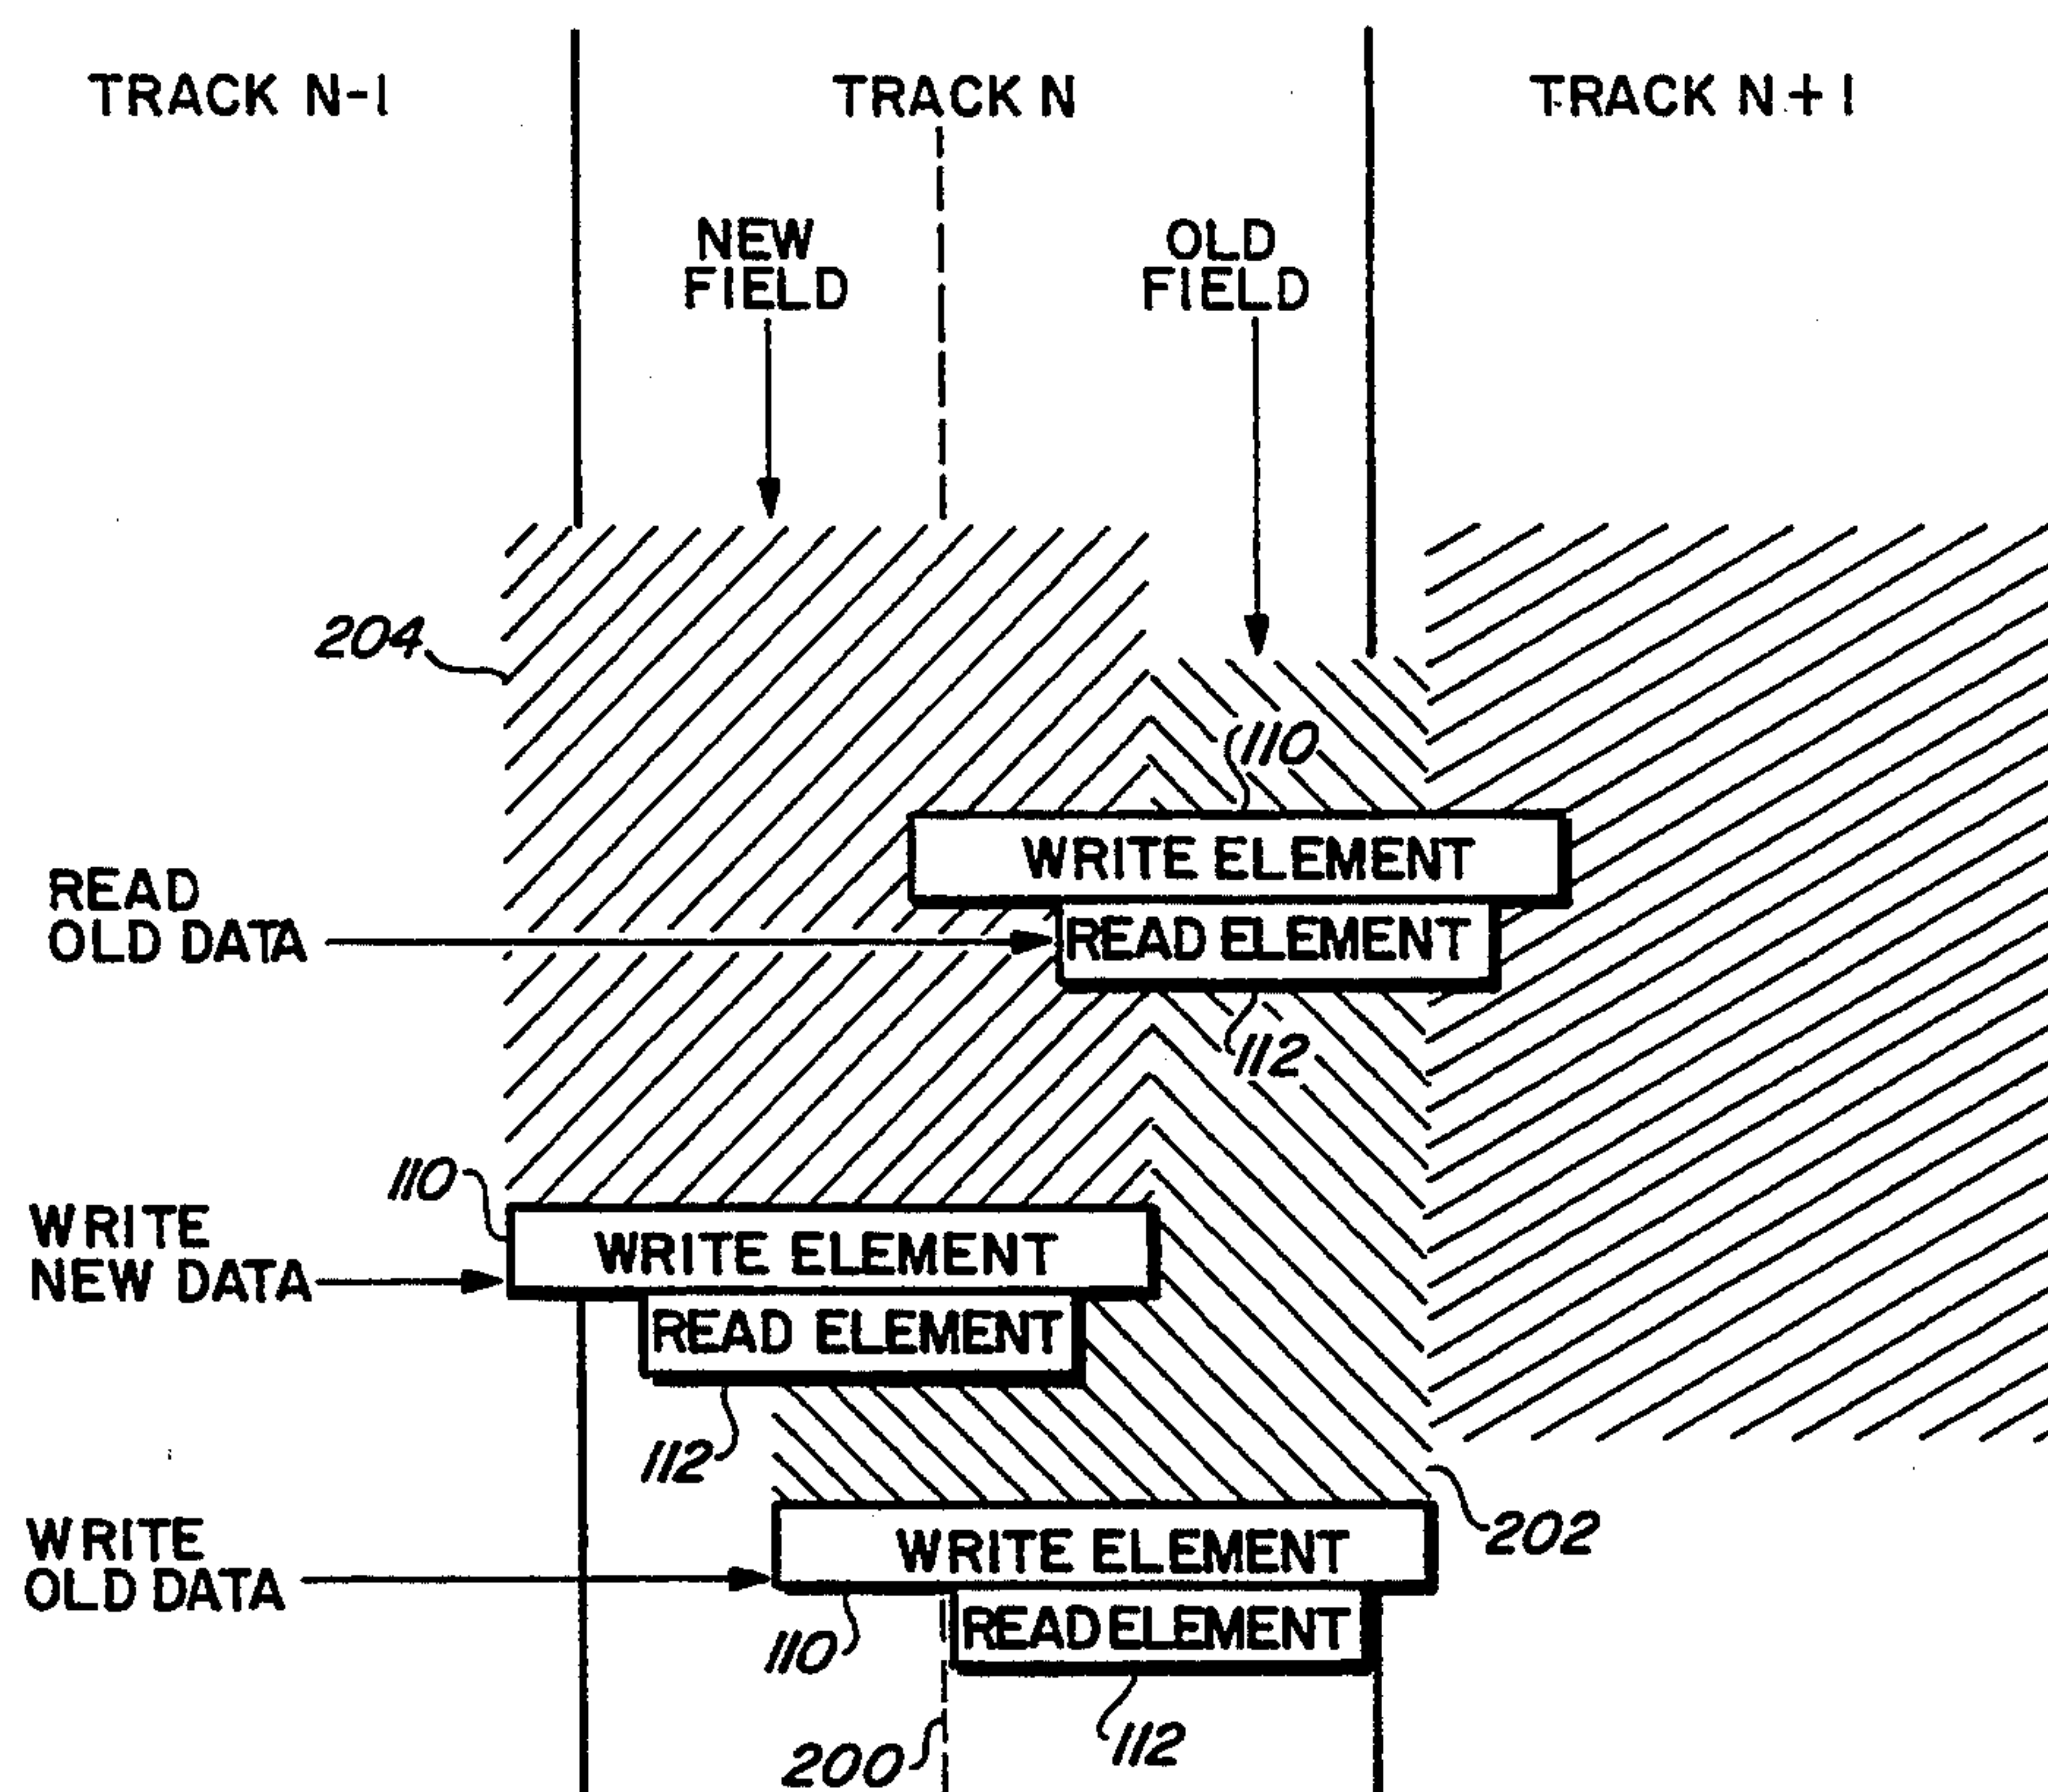 TRACK N-1
TRACK N
TRACK N+1
NEW
FIELD
OLD
FIELD
204
110
WRITE ELEMENT
READ
OLD DATA
READ ELEMENT
112
110
WRITE
NEW DATA
WRITE ELEMENT
READ ELEMENT
112
202
WRITE
OLD DATA
WRITE ELEMENT
110
READ ELEMENT
112
200